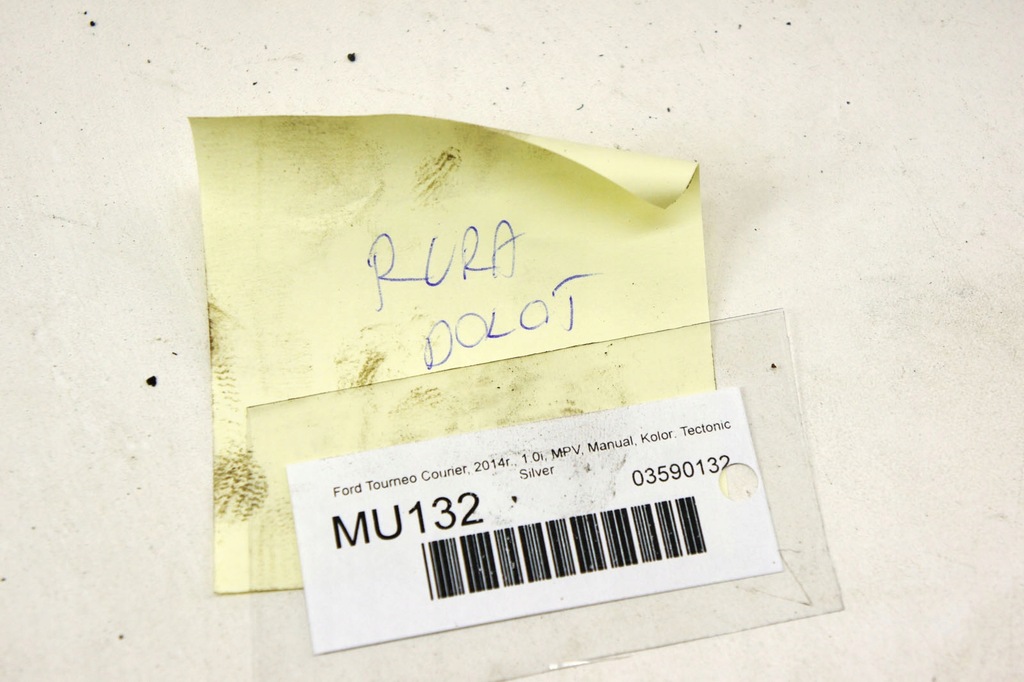 RURA
DOLOT
Ford Tourneo Courier, 2014r., 1.0i, MPV, Manual, Kolor: Tectonic
Silver
03590132
MU132